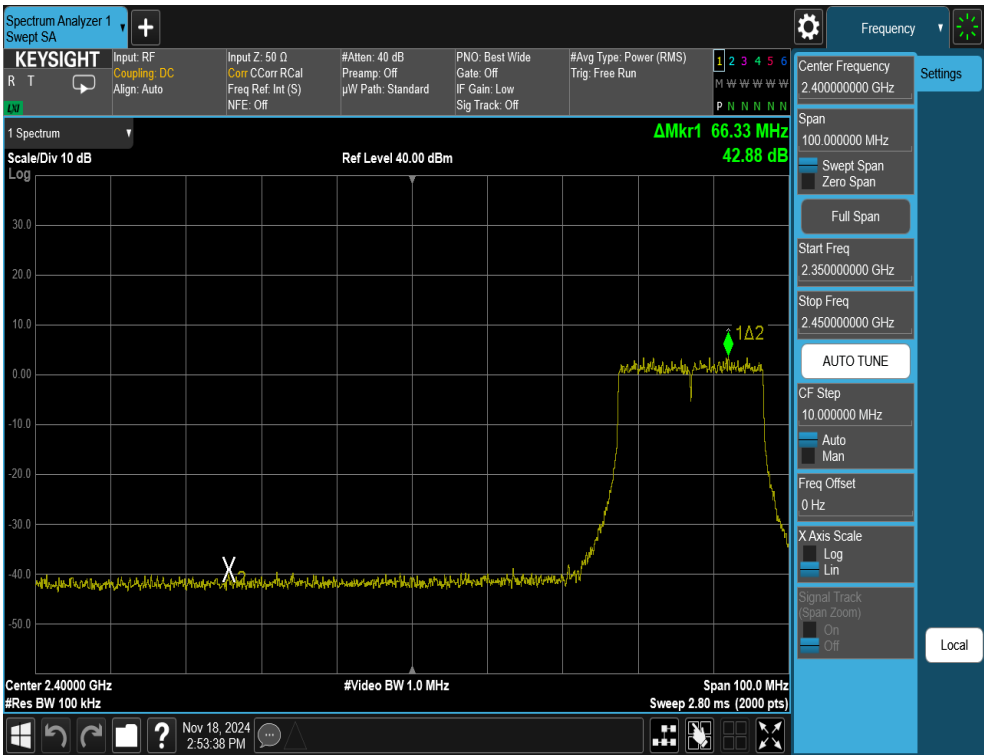 Spectrum Analyzer 1
Swept SA
+
Frequency
KEYSIGHT
R T
LXI
Input: RF
Coupling: DC
Align: Auto
Input Z: 50 Ω
Corr CCorr RCal
Freq Ref: Int (S)
NFE: Off
#Atten: 40 dB
Preamp: Off
µW Path: Standard
PNO: Best Wide
Gate: Off
IF Gain: Low
Sig Track: Off
#Avg Type: Power (RMS)
Trig: Free Run
1 2 3 4 5 6
M W W W W W
P N N N N N
1 Spectrum
ΔMkr1 66.33 MHz
42.88 dB
Scale/Div 10 dB
Ref Level 40.00 dBm
Log
30.0
20.0
10.0
0.00
-10.0
-20.0
-30.0
-40.0
-50.0
1Δ2
X2
Center 2.40000 GHz
#Video BW 1.0 MHz
Span 100.0 MHz
#Res BW 100 kHz
Sweep 2.80 ms (2000 pts)
?
Nov 18, 2024
2:53:38 PM
Center Frequency
2.400000000 GHz
Settings
Span
100.000000 MHz
Swept Span
Zero Span
Full Span
Start Freq
2.350000000 GHz
Stop Freq
2.450000000 GHz
AUTO TUNE
CF Step
10.000000 MHz
Auto
Man
Freq Offset
0 Hz
X Axis Scale
Log
Lin
Signal Track
(Span Zoom)
On
Off
Local